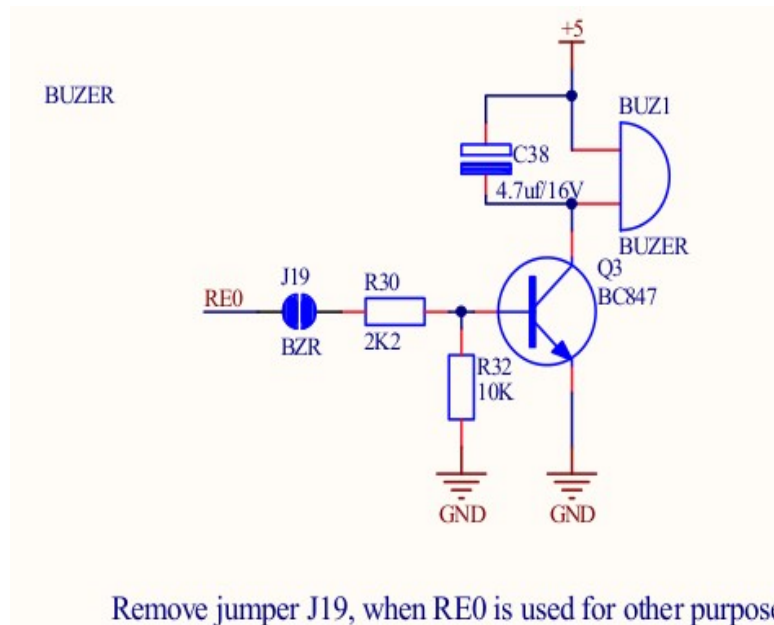 +5
BUZER
BUZ1
C38
4.7uf/16V
BUZER
Q3
BC847
J19
R30
RE0
BZR
2K2
R32
10K
GND
GND
Remove jumper J19, when RE0 is used for other purpose